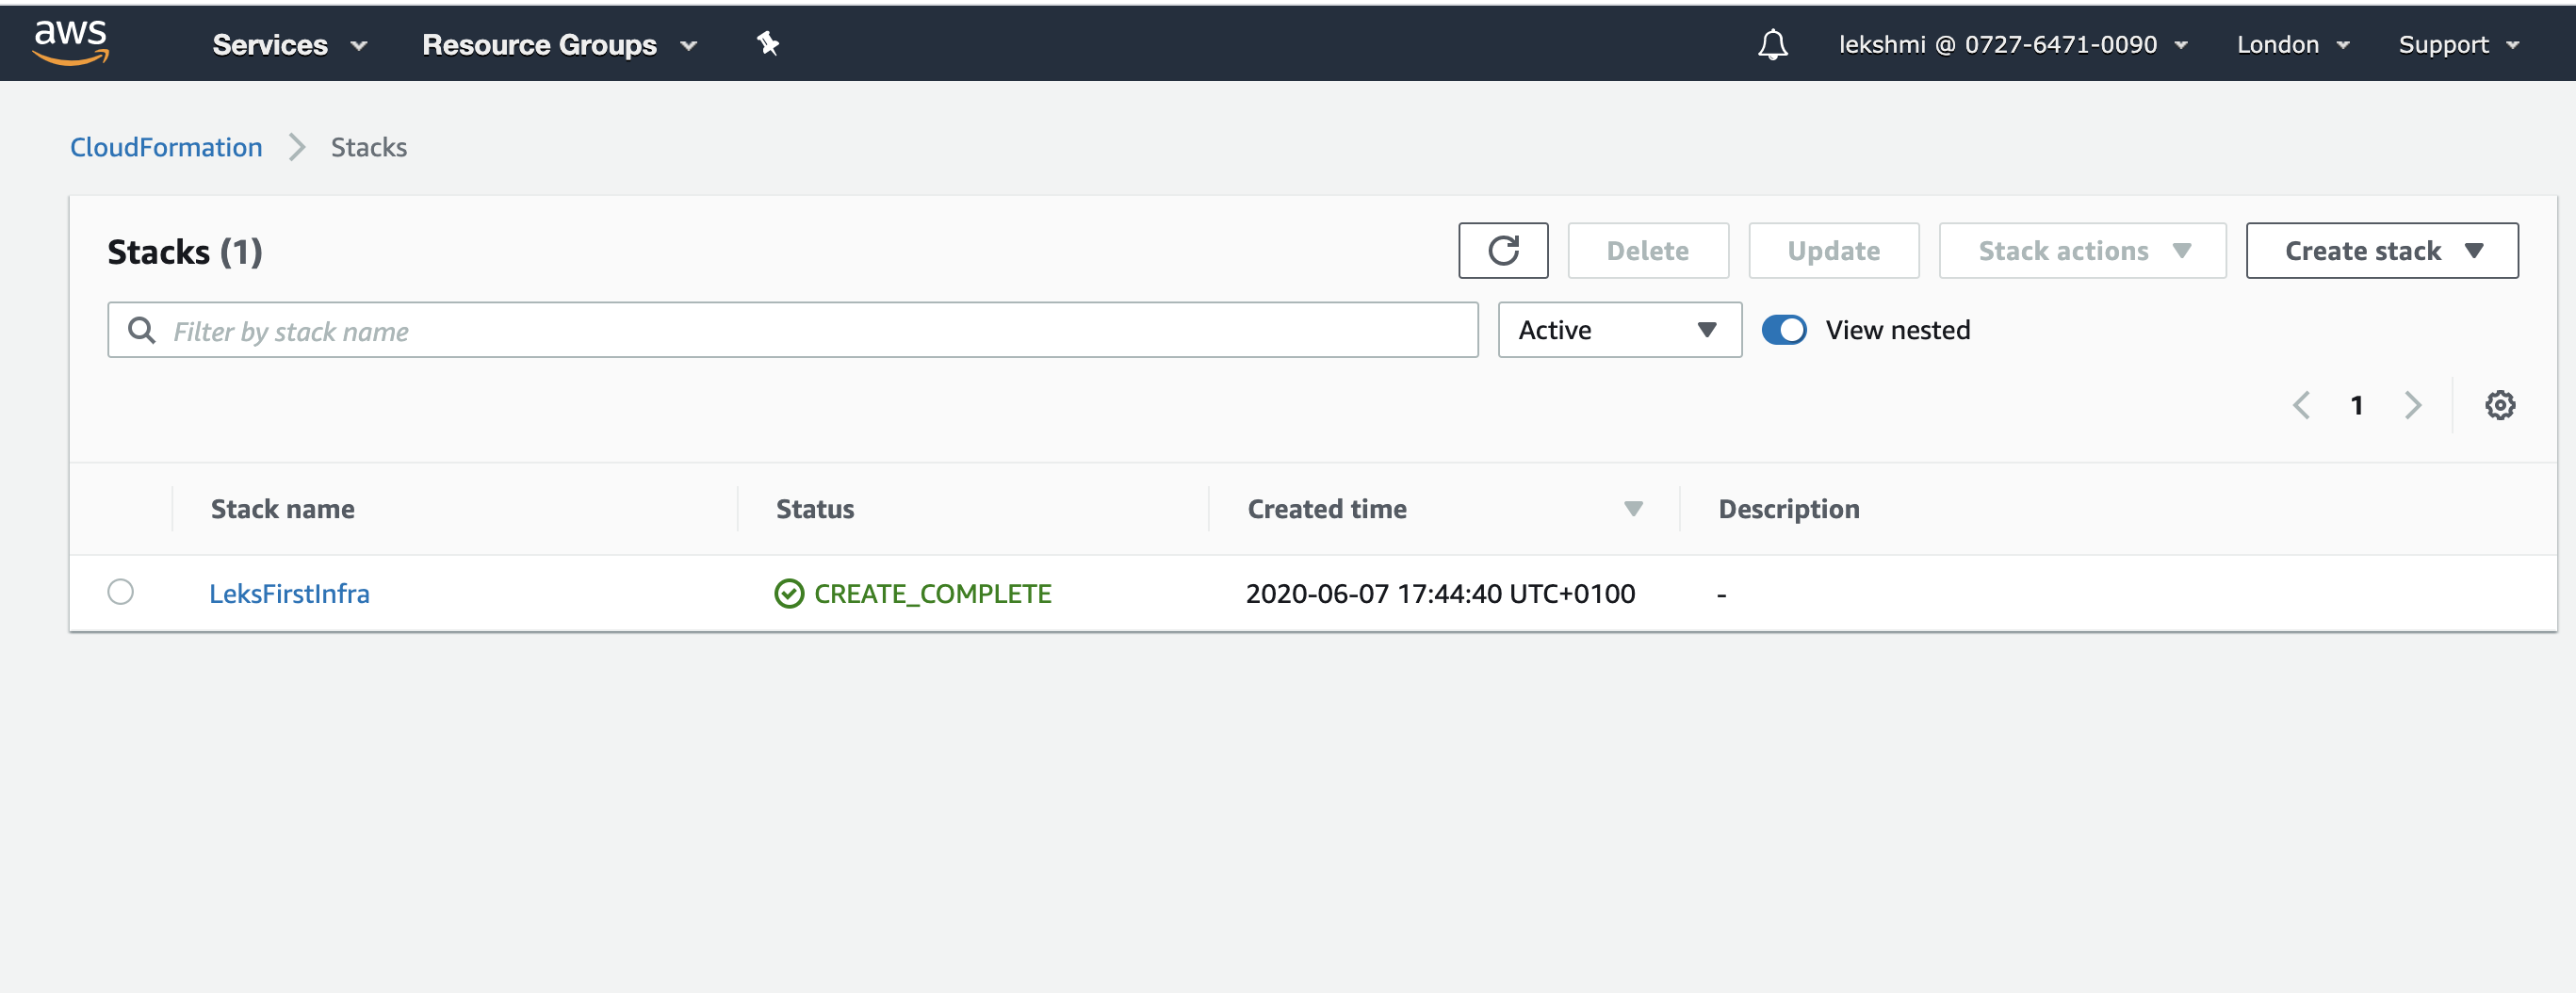 aws Services Resource Groups lekshmi @ 0727-6471-0090 London Support
CloudFormation Stacks
Stacks (1) Delete Update Stack actions Create stack
Filter by stack name Active View nested
1
Stack name Status Created time Description
LeksFirstInfra CREATE_COMPLETE 2020-06-07 17:44:40 UTC+0100 -